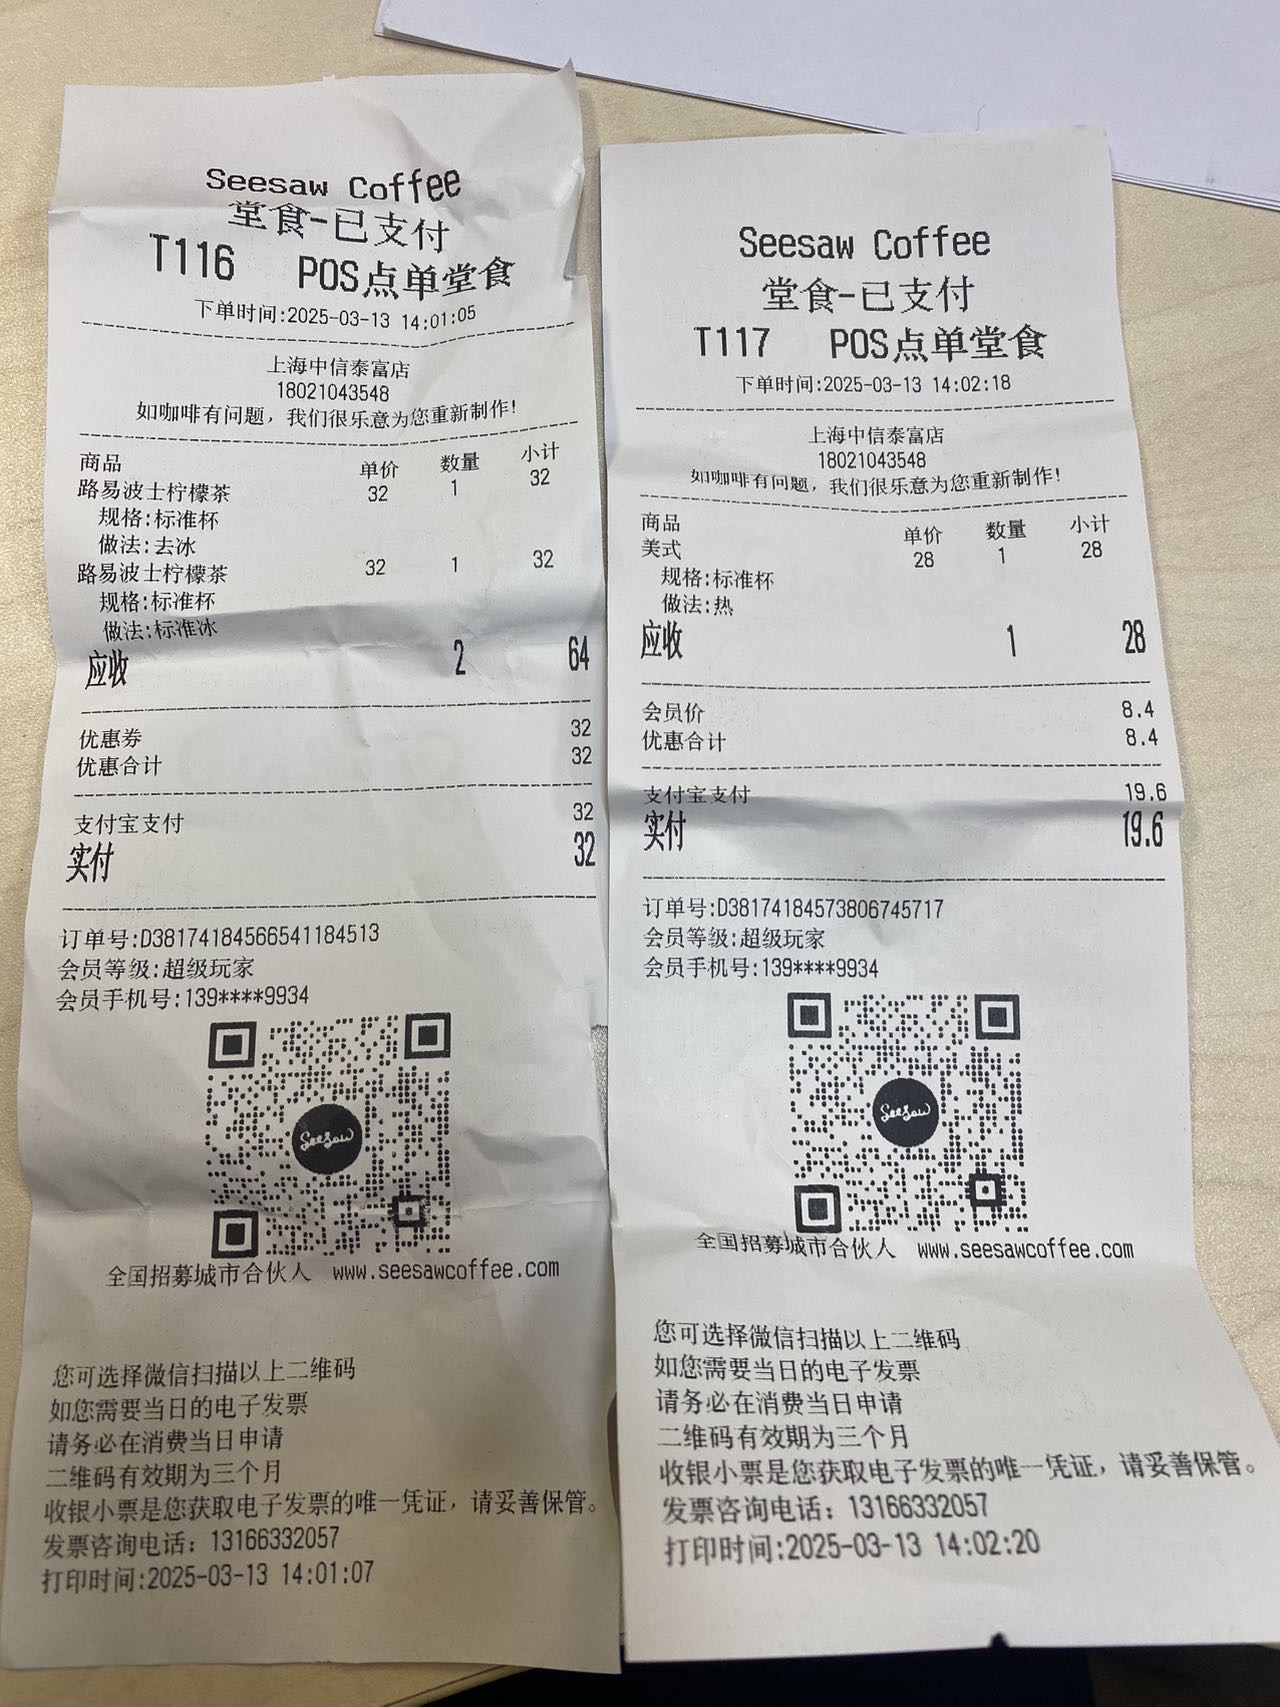 Seesaw Coffee
堂食-已支付
T116 POS点单堂食
下单时间:2025-03-13 14:01:05
上海中信泰富店
18021043548
如咖啡有问题，我们很乐意为您重新制作!
商品 单价 数量 小计
路易波士柠檬茶 32 1 32
规格:标准杯
做法:去冰
路易波士柠檬茶 32 1 32
规格:标准杯
做法:标准冰
应收 2 64
优惠券 32
优惠合计 32
支付宝支付 32
实付 32
订单号:D38174184566541184513
会员等级:超级玩家
会员手机号:139****9934
SeeSaw
全国招募城市合伙人 www.seesawcoffee.com
您可选择微信扫描以上二维码
如您需要当日的电子发票
请务必在消费当日申请
二维码有效期为三个月
收银小票是您获取电子发票的唯一凭证，请妥善保管。
发票咨询电话：13166332057
打印时间:2025-03-13 14:01:07
Seesaw Coffee
堂食-已支付
T117 POS点单堂食
下单时间:2025-03-13 14:02:18
上海中信泰富店
18021043548
如咖啡有问题，我们很乐意为您重新制作!
商品 单价 数量 小计
美式 28 1 28
规格:标准杯
做法:热
应收 1 28
会员价 8.4
优惠合计 8.4
支付宝支付 19.6
实付 19.6
订单号:D38174184573806745717
会员等级:超级玩家
会员手机号:139****9934
SeeSaw
全国招募城市合伙人 www.seesawcoffee.com
您可选择微信扫描以上二维码
如您需要当日的电子发票
请务必在消费当日申请
二维码有效期为三个月
收银小票是您获取电子发票的唯一凭证，请妥善保管。
发票咨询电话：13166332057
打印时间:2025-03-13 14:02:20